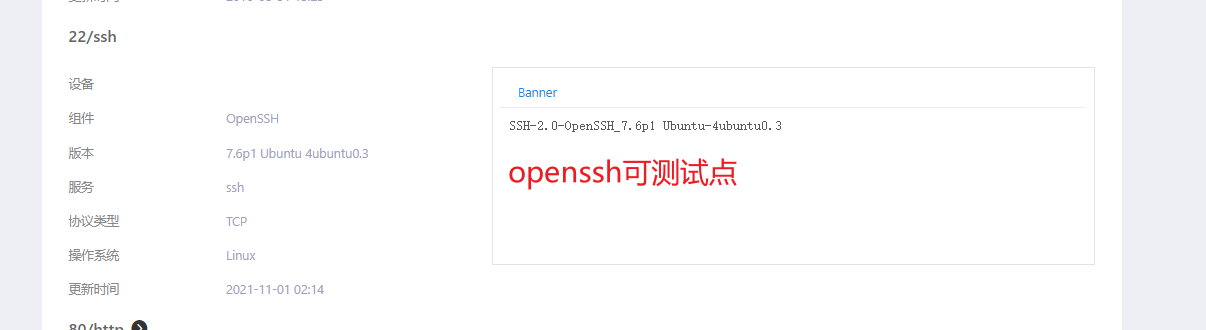 22/ssh
设备
组件 OpenSSH
版本 7.6p1 Ubuntu 4ubuntu0.3
服务 ssh
协议类型 TCP
操作系统 Linux
更新时间 2021-11-01 02:14
Banner
SSH-2.0-OpenSSH_7.6p1 Ubuntu-4ubuntu0.3
openssh可测试点
80/http